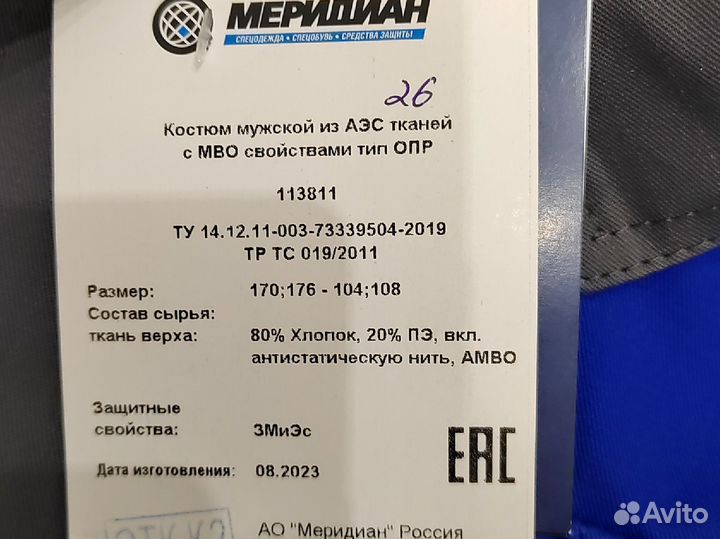 МЕРИДИАН
СПЕЦОДЕЖДА • СПЕЦОБУВЬ • СРЕДСТВА ЗАЩИТЫ
26
Костюм мужской из АЭС тканей
с МВО свойствами тип ОПР
113811
ТУ 14.12.11-003-73339504-2019
ТР ТС 019/2011
Размер: 170;176 - 104;108
Состав сырья:
ткань верха: 80% Хлопок, 20% ПЭ, вкл.
антистатическую нить, АМВО
Защитные
свойства: ЗМиЭс
EAC
Дата изготовления: 08.2023
АО "Меридиан" Россия
Avito